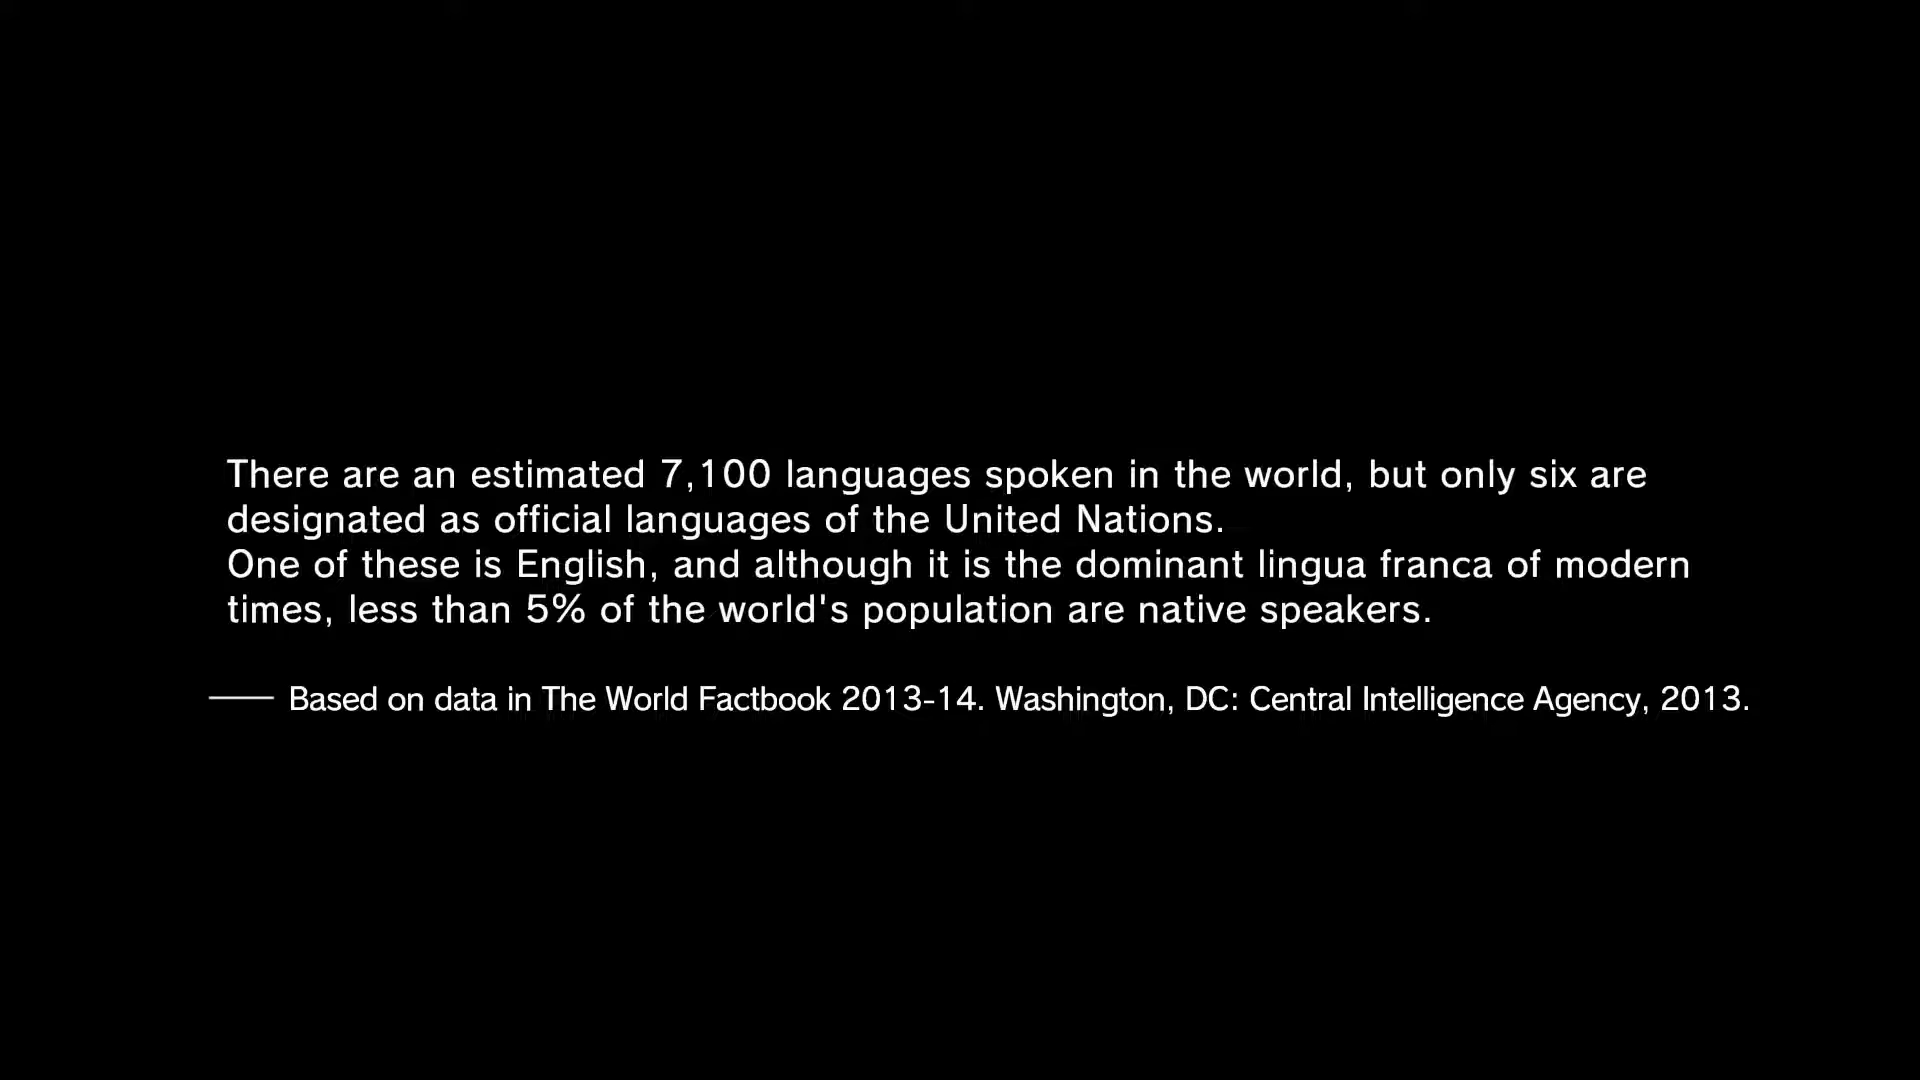 There are an estimated 7,100 languages spoken in the world, but only six are
designated as official languages of the United Nations.
One of these is English, and although it is the dominant lingua franca of modern
times, less than 5% of the world's population are native speakers.
—— Based on data in The World Factbook 2013-14. Washington, DC: Central Intelligence Agency, 2013.